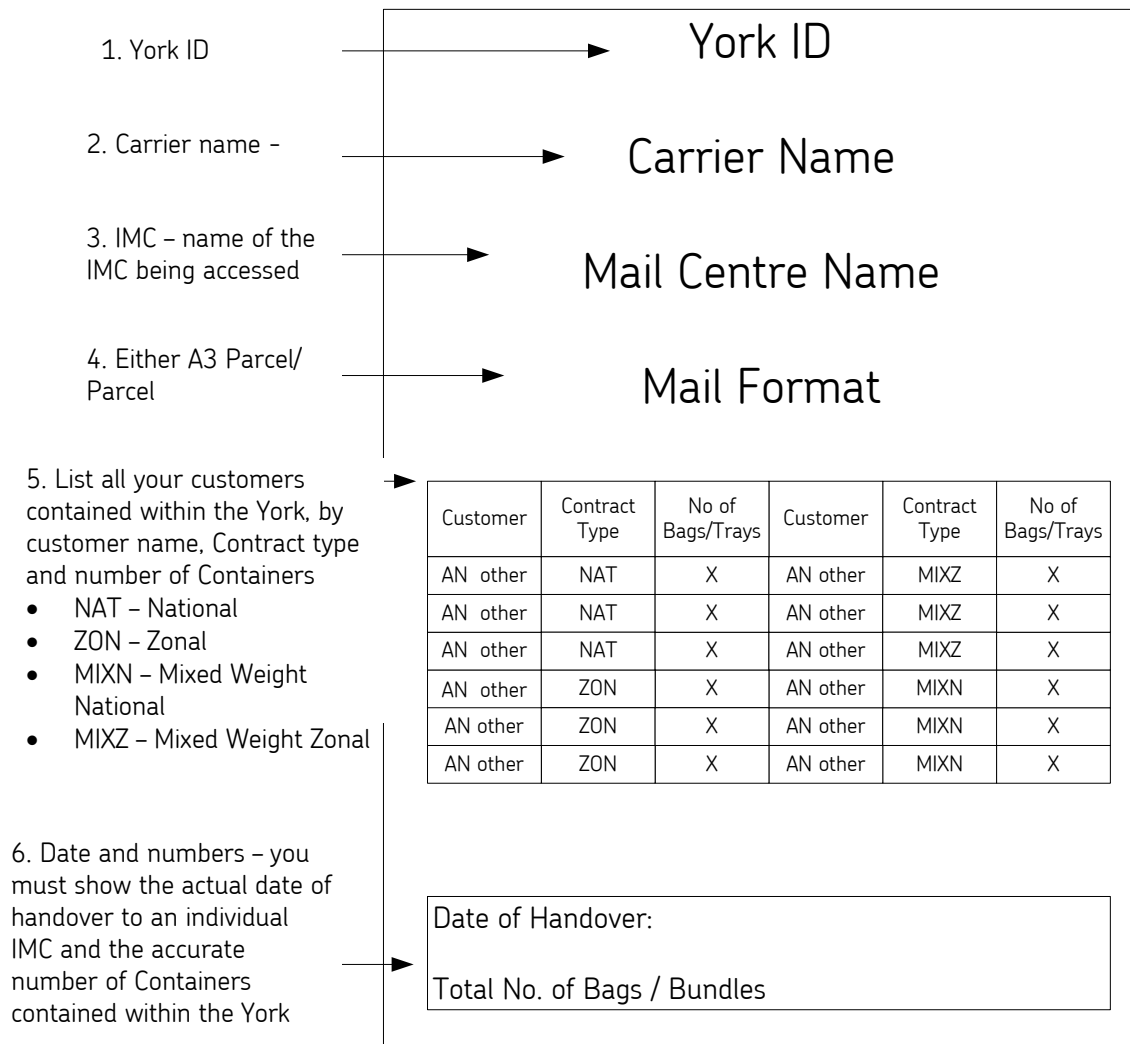 1. York ID
York ID
2. Carrier name -
Carrier Name
3. IMC – name of the
IMC being accessed
Mail Centre Name
4. Either A3 Parcel/
Parcel
Mail Format
5. List all your customers
contained within the York, by
customer name, Contract type
and number of Containers
• NAT – National
• ZON – Zonal
• MIXN – Mixed Weight
National
• MIXZ – Mixed Weight Zonal
Customer Contract Type No of Bags/Trays Customer Contract Type No of Bags/Trays
AN other NAT X AN other MIXZ X
AN other NAT X AN other MIXZ X
AN other NAT X AN other MIXZ X
AN other ZON X AN other MIXN X
AN other ZON X AN other MIXN X
AN other ZON X AN other MIXN X
6. Date and numbers – you
must show the actual date of
handover to an individual
IMC and the accurate
number of Containers
contained within the York
Date of Handover:
Total No. of Bags / Bundles